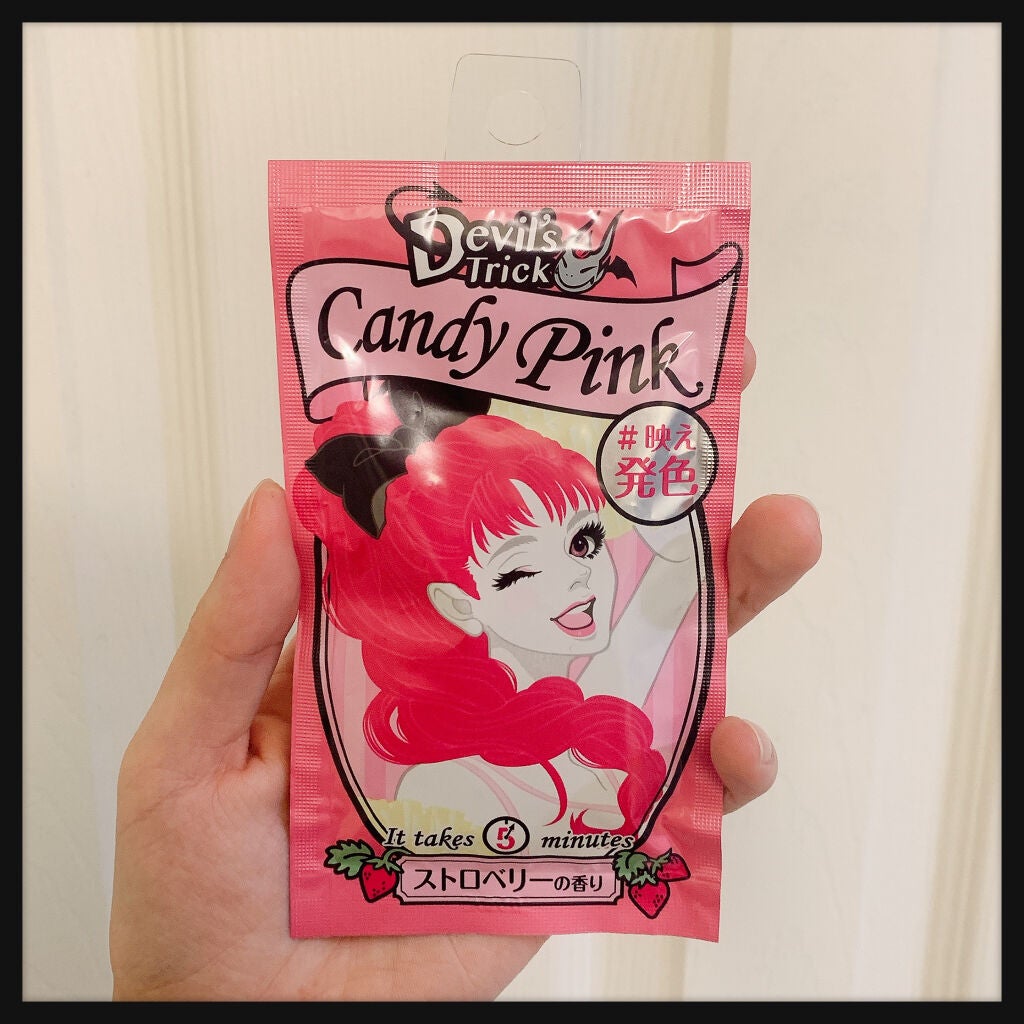 Devil's
Trick
Candy Pink
#映え
発色
It takes 5 minutes
ストロベリーの香り